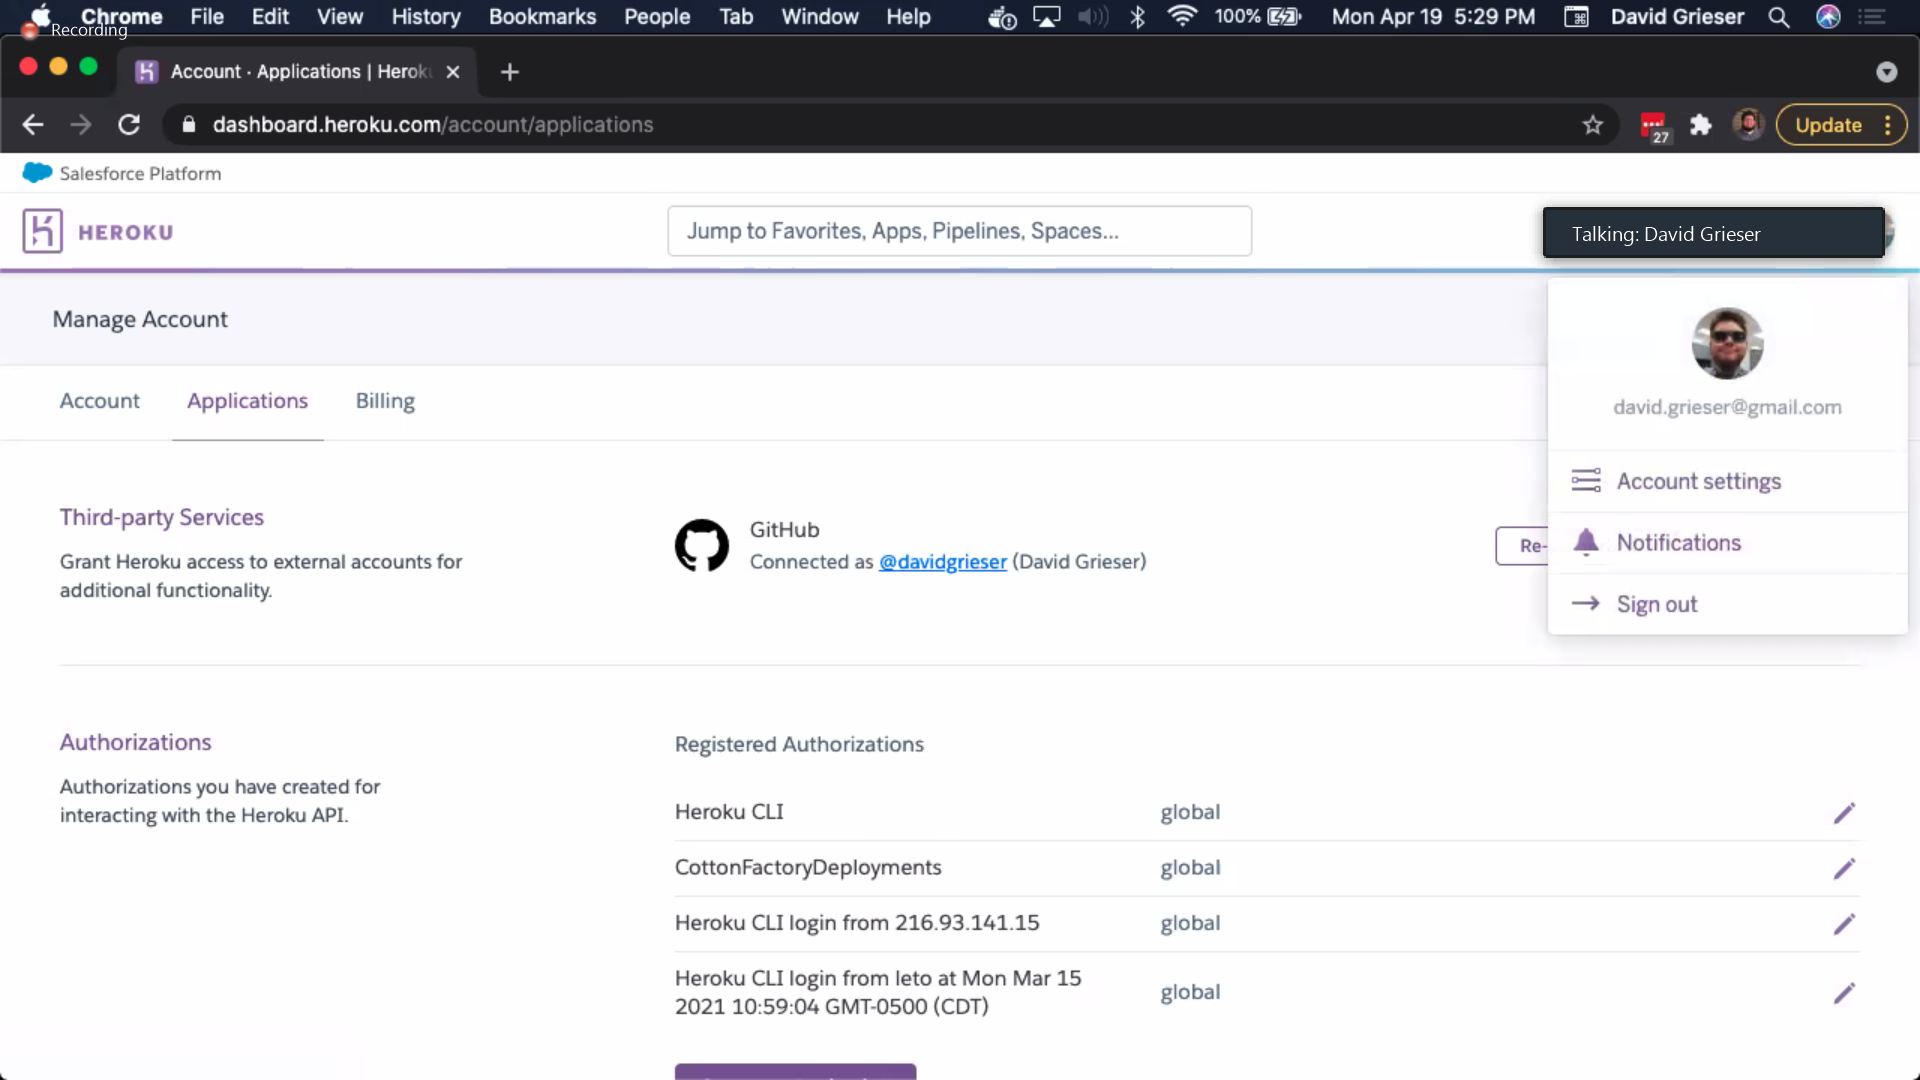 Chrome File Edit View History Bookmarks People Tab Window Help 100% Mon Apr 19 5:29 PM David Grieser
Recording
Account · Applications | Heroku
dashboard.heroku.com/account/applications
27
Update
Salesforce Platform
HEROKU
Jump to Favorites, Apps, Pipelines, Spaces...
Talking: David Grieser
Manage Account
david.grieser@gmail.com
Account settings
Notifications
Sign out
Account Applications Billing
Third-party Services
Grant Heroku access to external accounts for
additional functionality.
GitHub
Connected as @davidgrieser (David Grieser)
Re-
Authorizations
Authorizations you have created for
interacting with the Heroku API.
Registered Authorizations
Heroku CLI global
CottonFactoryDeployments global
Heroku CLI login from 216.93.141.15 global
Heroku CLI login from leto at Mon Mar 15
2021 10:59:04 GMT-0500 (CDT) global